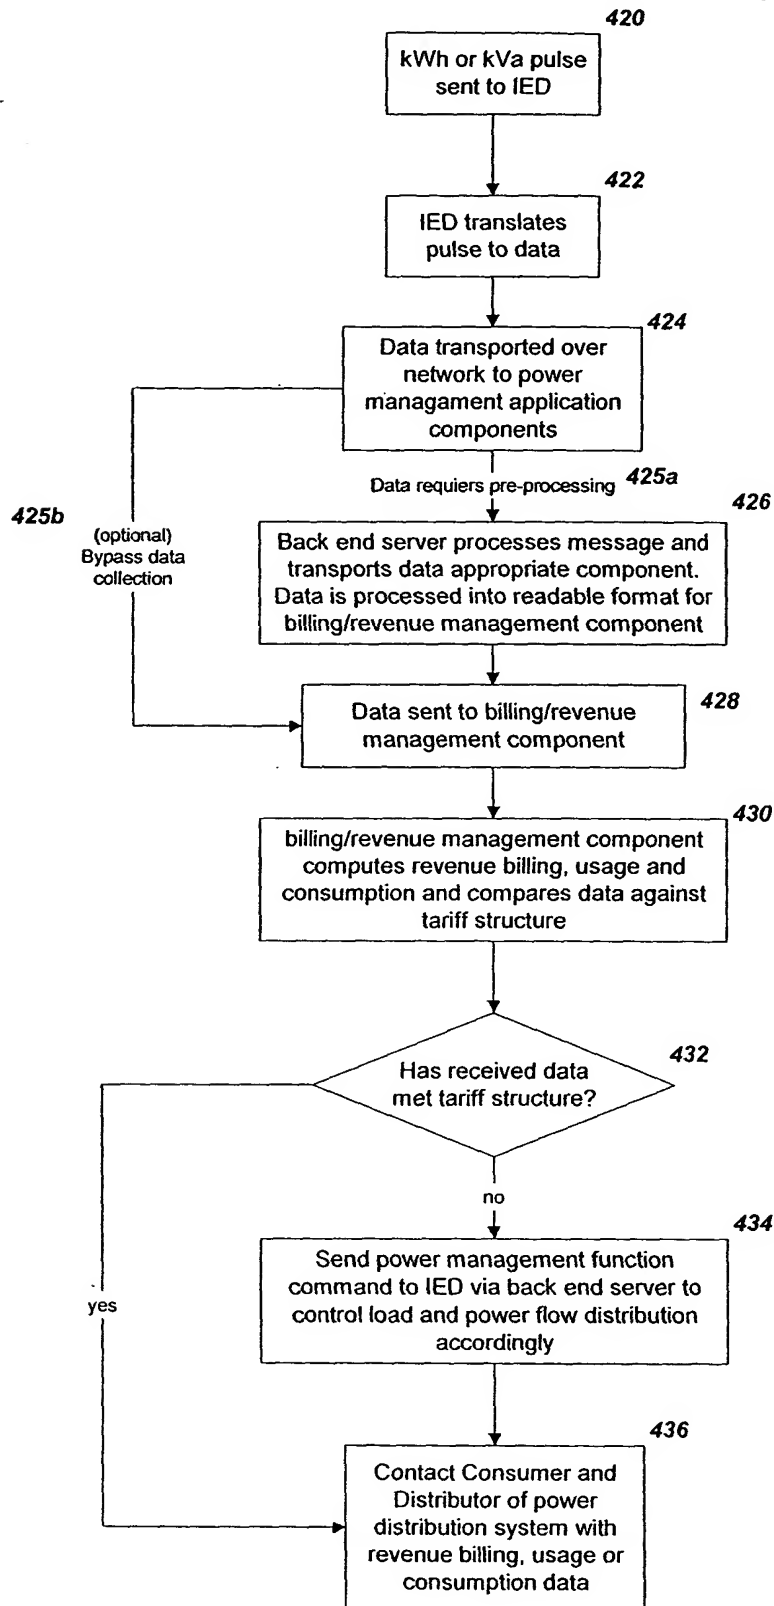 420
kWh or kVa pulse
sent to IED
422
IED translates
pulse to data
424
Data transported over
network to power
managament application
components
Data requiers pre-processing 425a
425b
(optional)
Bypass data
collection
426
Back end server processes message and
transports data appropriate component.
Data is processed into readable format for
billing/revenue management component
428
Data sent to billing/revenue
management component
430
billing/revenue management component
computes revenue billing, usage and
consumption and compares data against
tariff structure
432
Has received data
met tariff structure?
no
yes
434
Send power management function
command to IED via back end server to
control load and power flow distribution
accordingly
436
Contact Consumer and
Distributor of power
distribution system with
revenue billing, usage or
consumption data